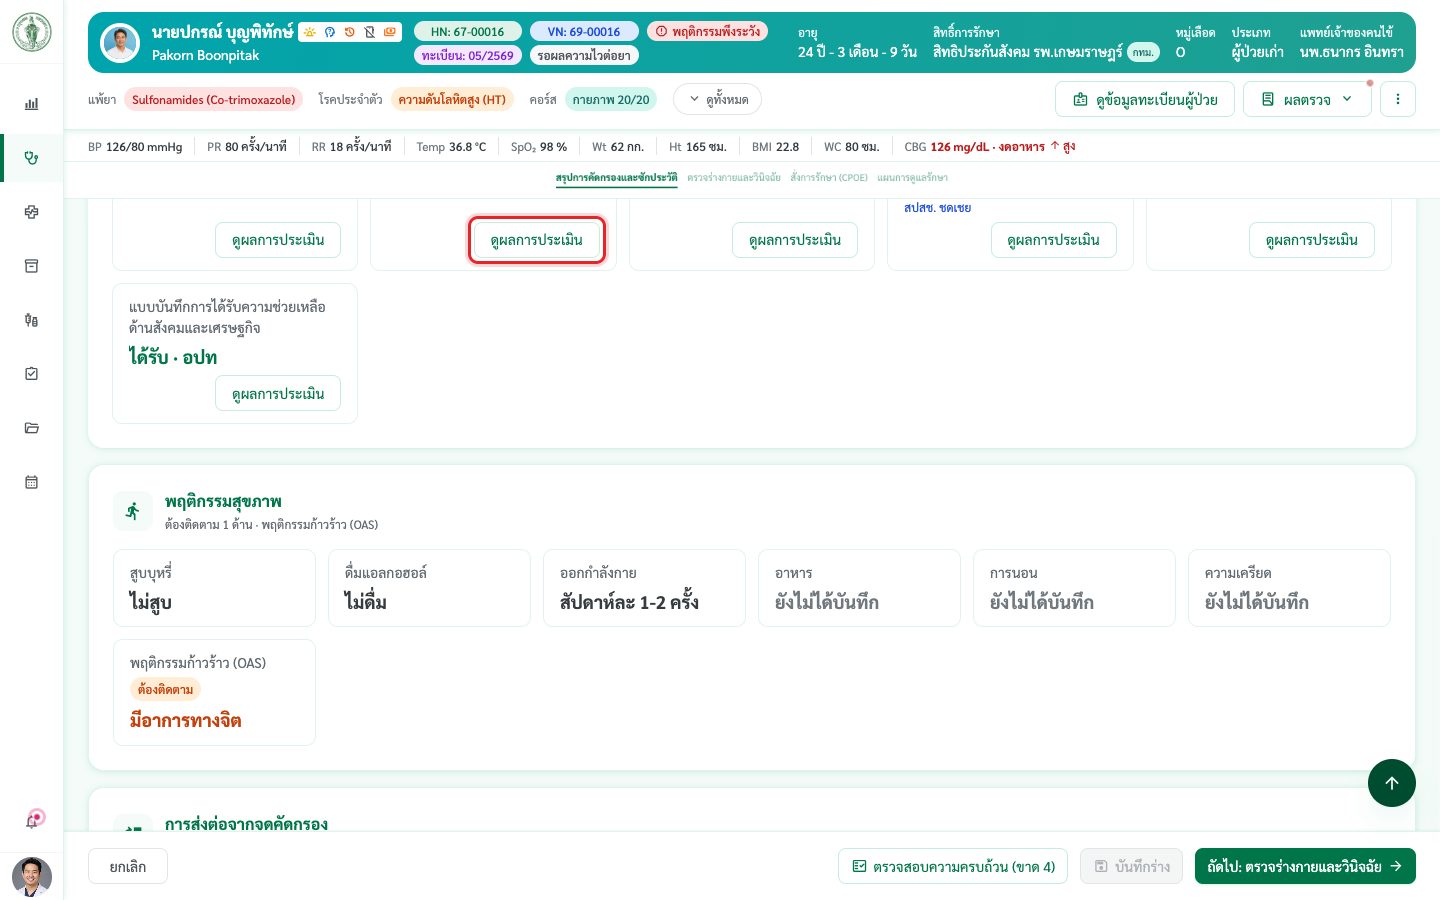 นายปกรณ์ บุญพิทักษ์
Pakorn Boonpitak
HN: 67-00016
VN: 69-00016
พฤติกรรมพึงระวัง
ทะเบียน: 05/2569
รอผลความไวต่อยา
อายุ
24 ปี - 3 เดือน - 9 วัน
สิทธิ์การรักษา
สิทธิประกันสังคม รพ.เกษมราษฎร์ กทม.
หมู่เลือด
O
ประเภท
ผู้ป่วยเก่า
แพทย์เจ้าของคนไข้
นพ.ธนากร อินทรา
แพ้ยา Sulfonamides (Co-trimoxazole) โรคประจำตัว ความดันโลหิตสูง (HT) คอร์ส กายภาพ 20/20 ดูทั้งหมด
ดูข้อมูลทะเบียนผู้ป่วย
ผลตรวจ
BP 126/80 mmHg PR 80 ครั้ง/นาที RR 18 ครั้ง/นาที Temp 36.8 °C SpO₂ 98 % Wt 62 กก. Ht 165 ซม. BMI 22.8 WC 80 ซม. CBG 126 mg/dL · งดอาหาร ↑ สูง
สรุปการคัดกรองและซักประวัติ ตรวจร่างกายและวินิจฉัย สั่งการรักษา (CPOE) แผนการดูแลรักษา
สปสช. ชดเชย
ดูผลการประเมิน ดูผลการประเมิน ดูผลการประเมิน ดูผลการประเมิน ดูผลการประเมิน
แบบบันทึกการได้รับความช่วยเหลือ
ด้านสังคมและเศรษฐกิจ
ได้รับ · อปท
ดูผลการประเมิน
พฤติกรรมสุขภาพ
ต้องติดตาม 1 ด้าน · พฤติกรรมก้าวร้าว (OAS)
สูบบุหรี่
ไม่สูบ
ดื่มแอลกอฮอล์
ไม่ดื่ม
ออกกำลังกาย
สัปดาห์ละ 1-2 ครั้ง
อาหาร
ยังไม่ได้บันทึก
การนอน
ยังไม่ได้บันทึก
ความเครียด
ยังไม่ได้บันทึก
พฤติกรรมก้าวร้าว (OAS)
ต้องติดตาม
มีอาการทางจิต
การส่งต่อจากจุดคัดกรอง
ยกเลิก
ตรวจสอบความครบถ้วน (ขาด 4)
บันทึกร่าง
ถัดไป: ตรวจร่างกายและวินิจฉัย →